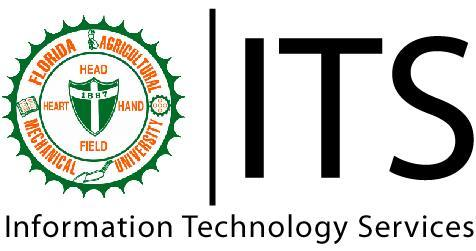 FLORIDA AGRICULTURAL
MECHANICAL UNIVERSITY
HEAD
1887
HEART HAND
FIELD
ITS
Information Technology Services